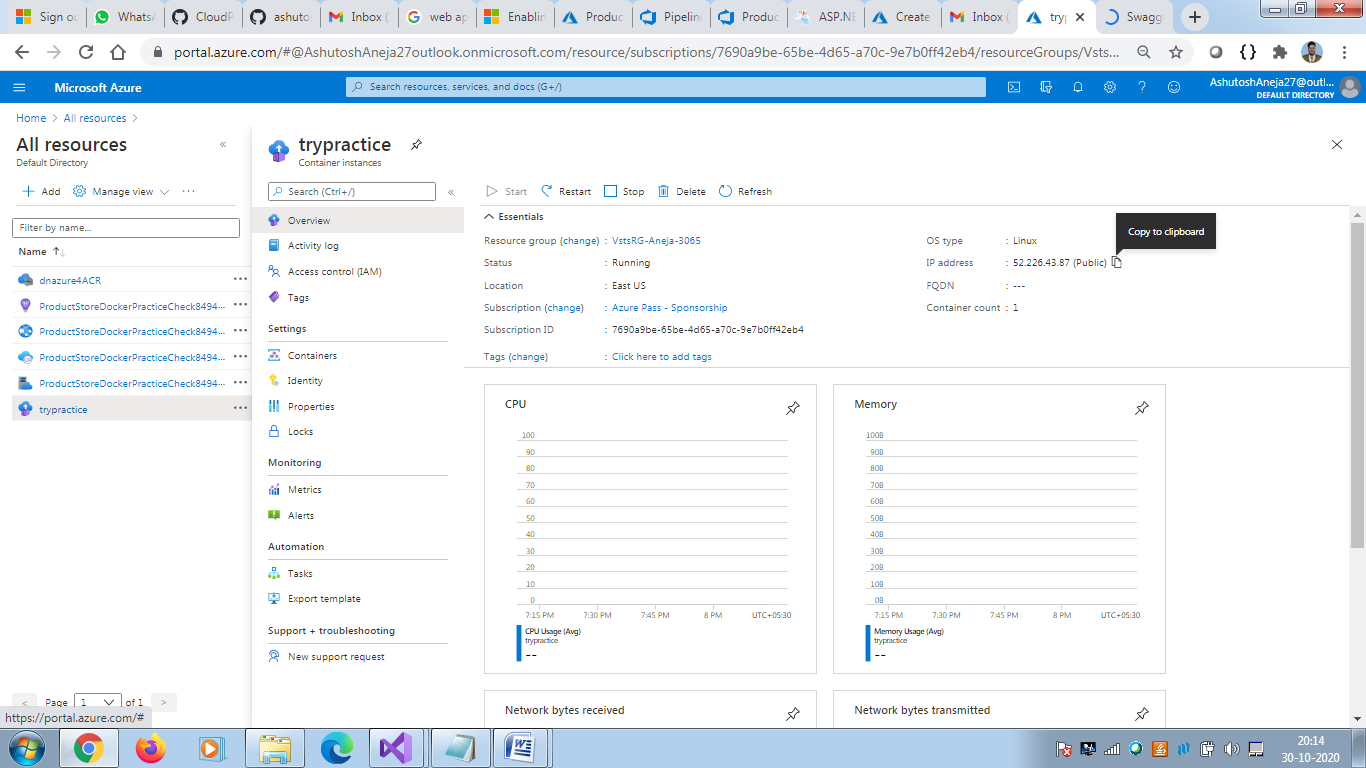 Sign ou
WhatsA
CloudP
ashuto
Inbox (
web ap
Enablin
Produc
Pipelin
Produc
ASP.NE
Create
Inbox (
tryp
Swagg
portal.azure.com/#@AshutoshAneja27outlook.onmicrosoft.com/resource/subscriptions/7690a9be-65be-4d65-a70c-9e7b0ff42eb4/resourceGroups/Vsts...
Microsoft Azure
Search resources, services, and docs (G+/)
AshutoshAneja27@outl...
DEFAULT DIRECTORY
Home > All resources >
All resources
Default Directory
Add Manage view
Filter by name...
Name
dnazure4ACR
ProductStoreDockerPracticeCheck8494...
ProductStoreDockerPracticeCheck8494...
ProductStoreDockerPracticeCheck8494...
ProductStoreDockerPracticeCheck8494...
trypractice
< Page 1 of 1 >
https://portal.azure.com/#
trypractice
Container instances
Search (Ctrl+/)
Overview
Activity log
Access control (IAM)
Tags
Settings
Containers
Identity
Properties
Locks
Monitoring
Metrics
Alerts
Automation
Tasks
Export template
Support + troubleshooting
New support request
Start Restart Stop Delete Refresh
Essentials
Resource group (change) : VstsRG-Aneja-3065
Status : Running
Location : East US
Subscription (change) : Azure Pass - Sponsorship
Subscription ID : 7690a9be-65be-4d65-a70c-9e7b0ff42eb4
Tags (change) : Click here to add tags
Copy to clipboard
OS type : Linux
IP address : 52.226.43.87 (Public)
FQDN : ---
Container count : 1
CPU
100
90
80
70
60
50
40
30
20
10
0
7:15 PM 7:30 PM 7:45 PM 8 PM UTC+05:30
CPU Usage (Avg)
trypractice
--
Memory
100B
90B
80B
70B
60B
50B
40B
30B
20B
10B
0B
7:15 PM 7:30 PM 7:45 PM 8 PM UTC+05:30
Memory Usage (Avg)
trypractice
--
Network bytes received
Network bytes transmitted
20:14
30-10-2020